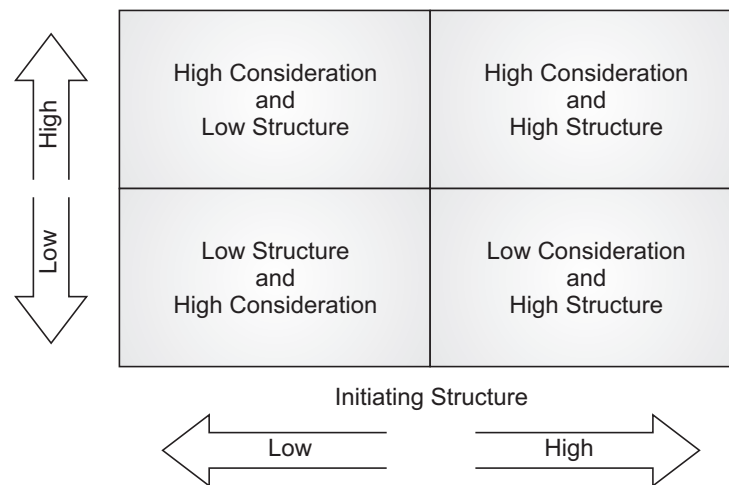 High
High Consideration
and
Low Structure
High Consideration
and
High Structure
Low
Low Structure
and
High Consideration
Low Consideration
and
High Structure
Initiating Structure
Low
High